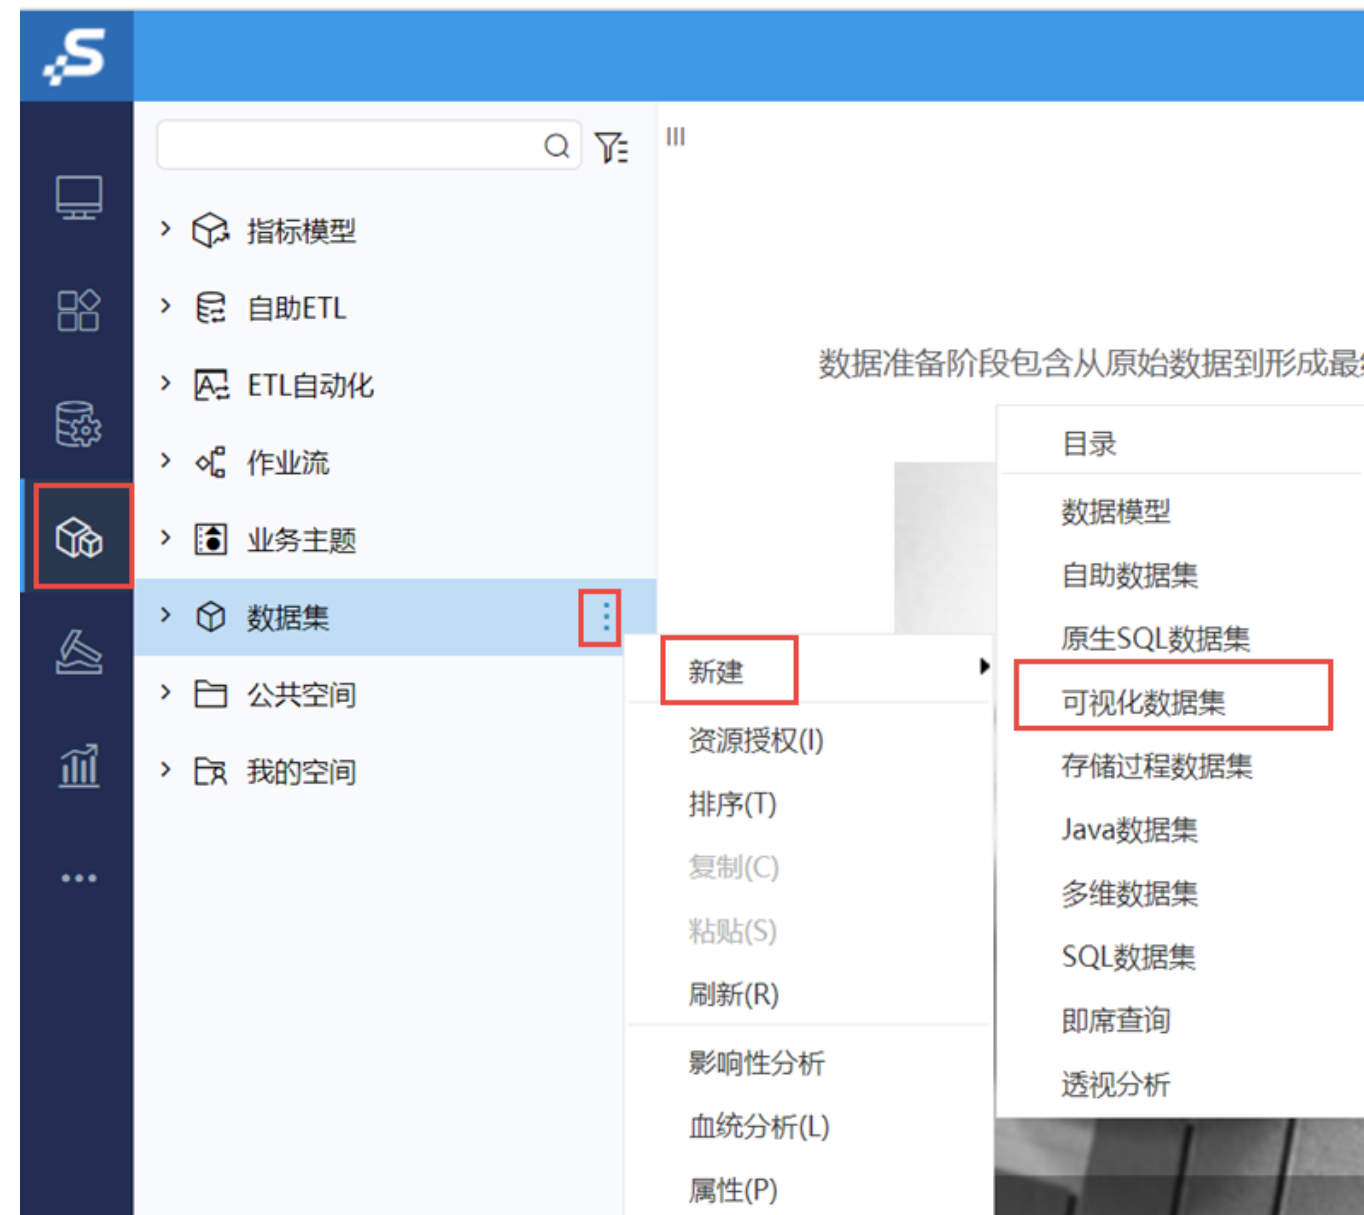 指标模型
自助ETL
ETL自动化
作业流
业务主题
数据集
公共空间
我的空间
数据准备阶段包含从原始数据到形成最
新建
资源授权(I)
排序(T)
复制(C)
粘贴(S)
刷新(R)
影响性分析
血统分析(L)
属性(P)
目录
数据模型
自助数据集
原生SQL数据集
可视化数据集
存储过程数据集
Java数据集
多维数据集
SQL数据集
即席查询
透视分析